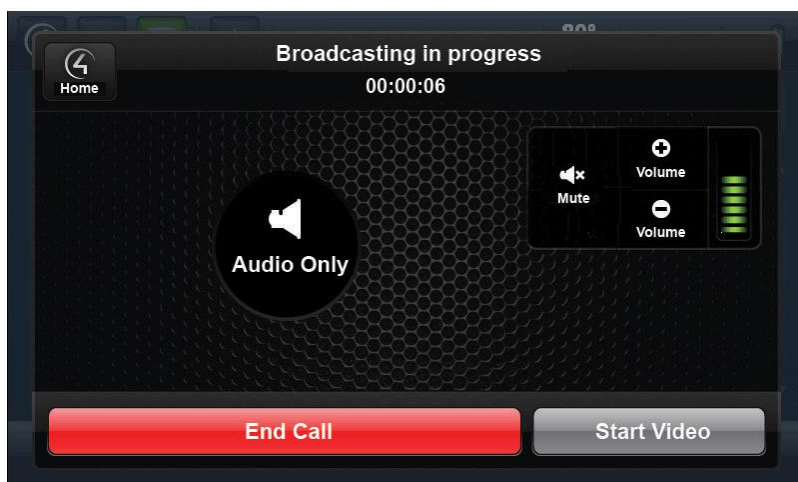 Broadcasting in progress
00:00:06
Home
Mute
Volume
Volume
Audio Only
End Call
Start Video